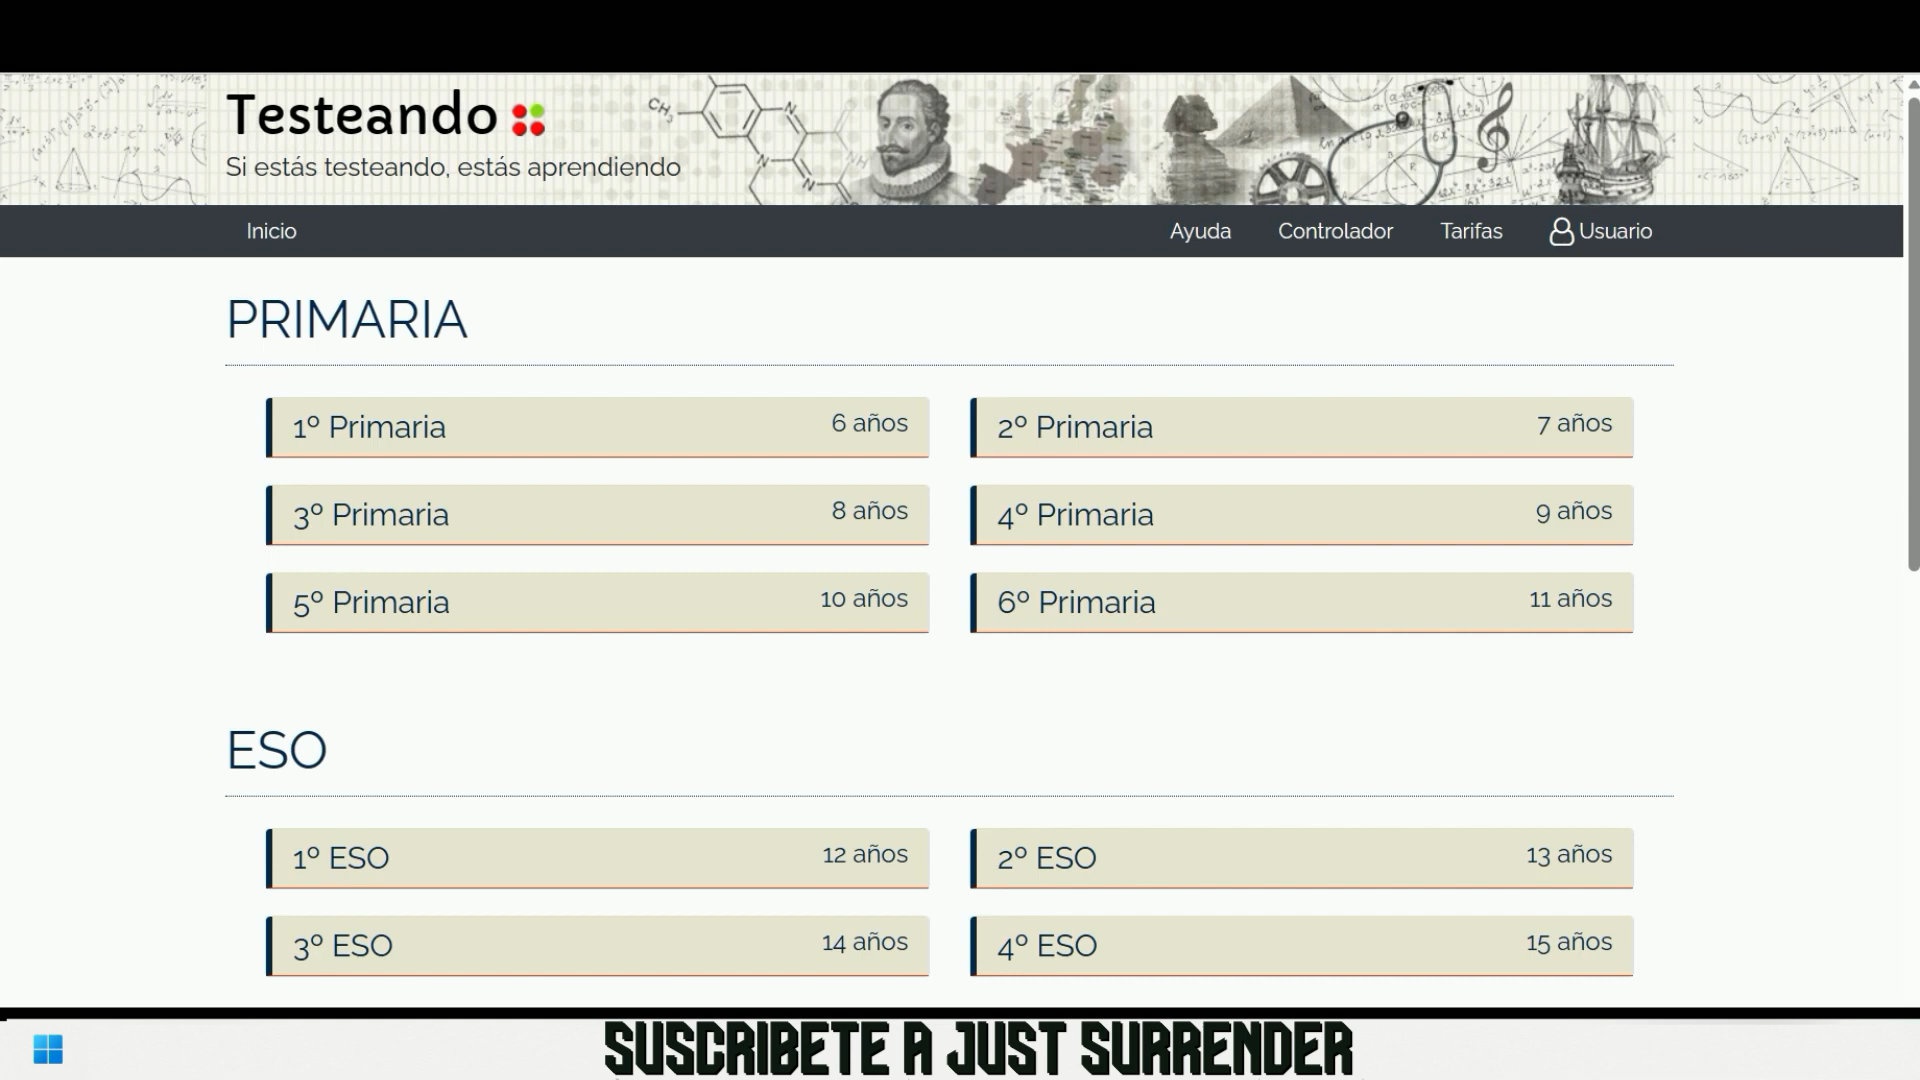 Testeando
Si estás testeando, estás aprendiendo
Inicio
Ayuda
Controlador
Tarifas
Usuario
PRIMARIA
1º Primaria 6 años
2º Primaria 7 años
3º Primaria 8 años
4º Primaria 9 años
5º Primaria 10 años
6º Primaria 11 años
ESO
1º ESO 12 años
2º ESO 13 años
3º ESO 14 años
4º ESO 15 años
SUSCRIBETE A JUST SURRENDER